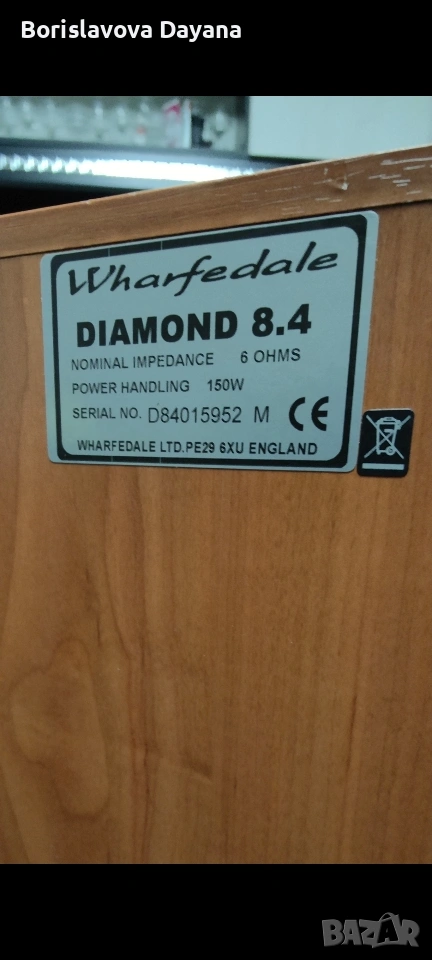 Borislavova Dayana
Wharfedale
DIAMOND 8.4
NOMINAL IMPEDANCE 6 OHMS
POWER HANDLING 150W
SERIAL NO. D84015952 M CE
WHARFEDALE LTD.PE29 6XU ENGLAND
BAZAR